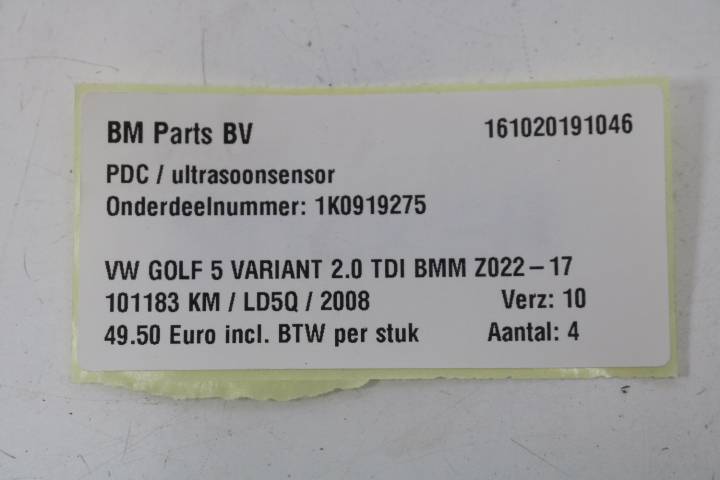 BM Parts BV 161020191046
PDC / ultrasoonsensor
Onderdeelnummer: 1K0919275
VW GOLF 5 VARIANT 2.0 TDI BMM Z022 – 17
101183 KM / LD5Q / 2008 Verz: 10
49.50 Euro incl. BTW per stuk Aantal: 4